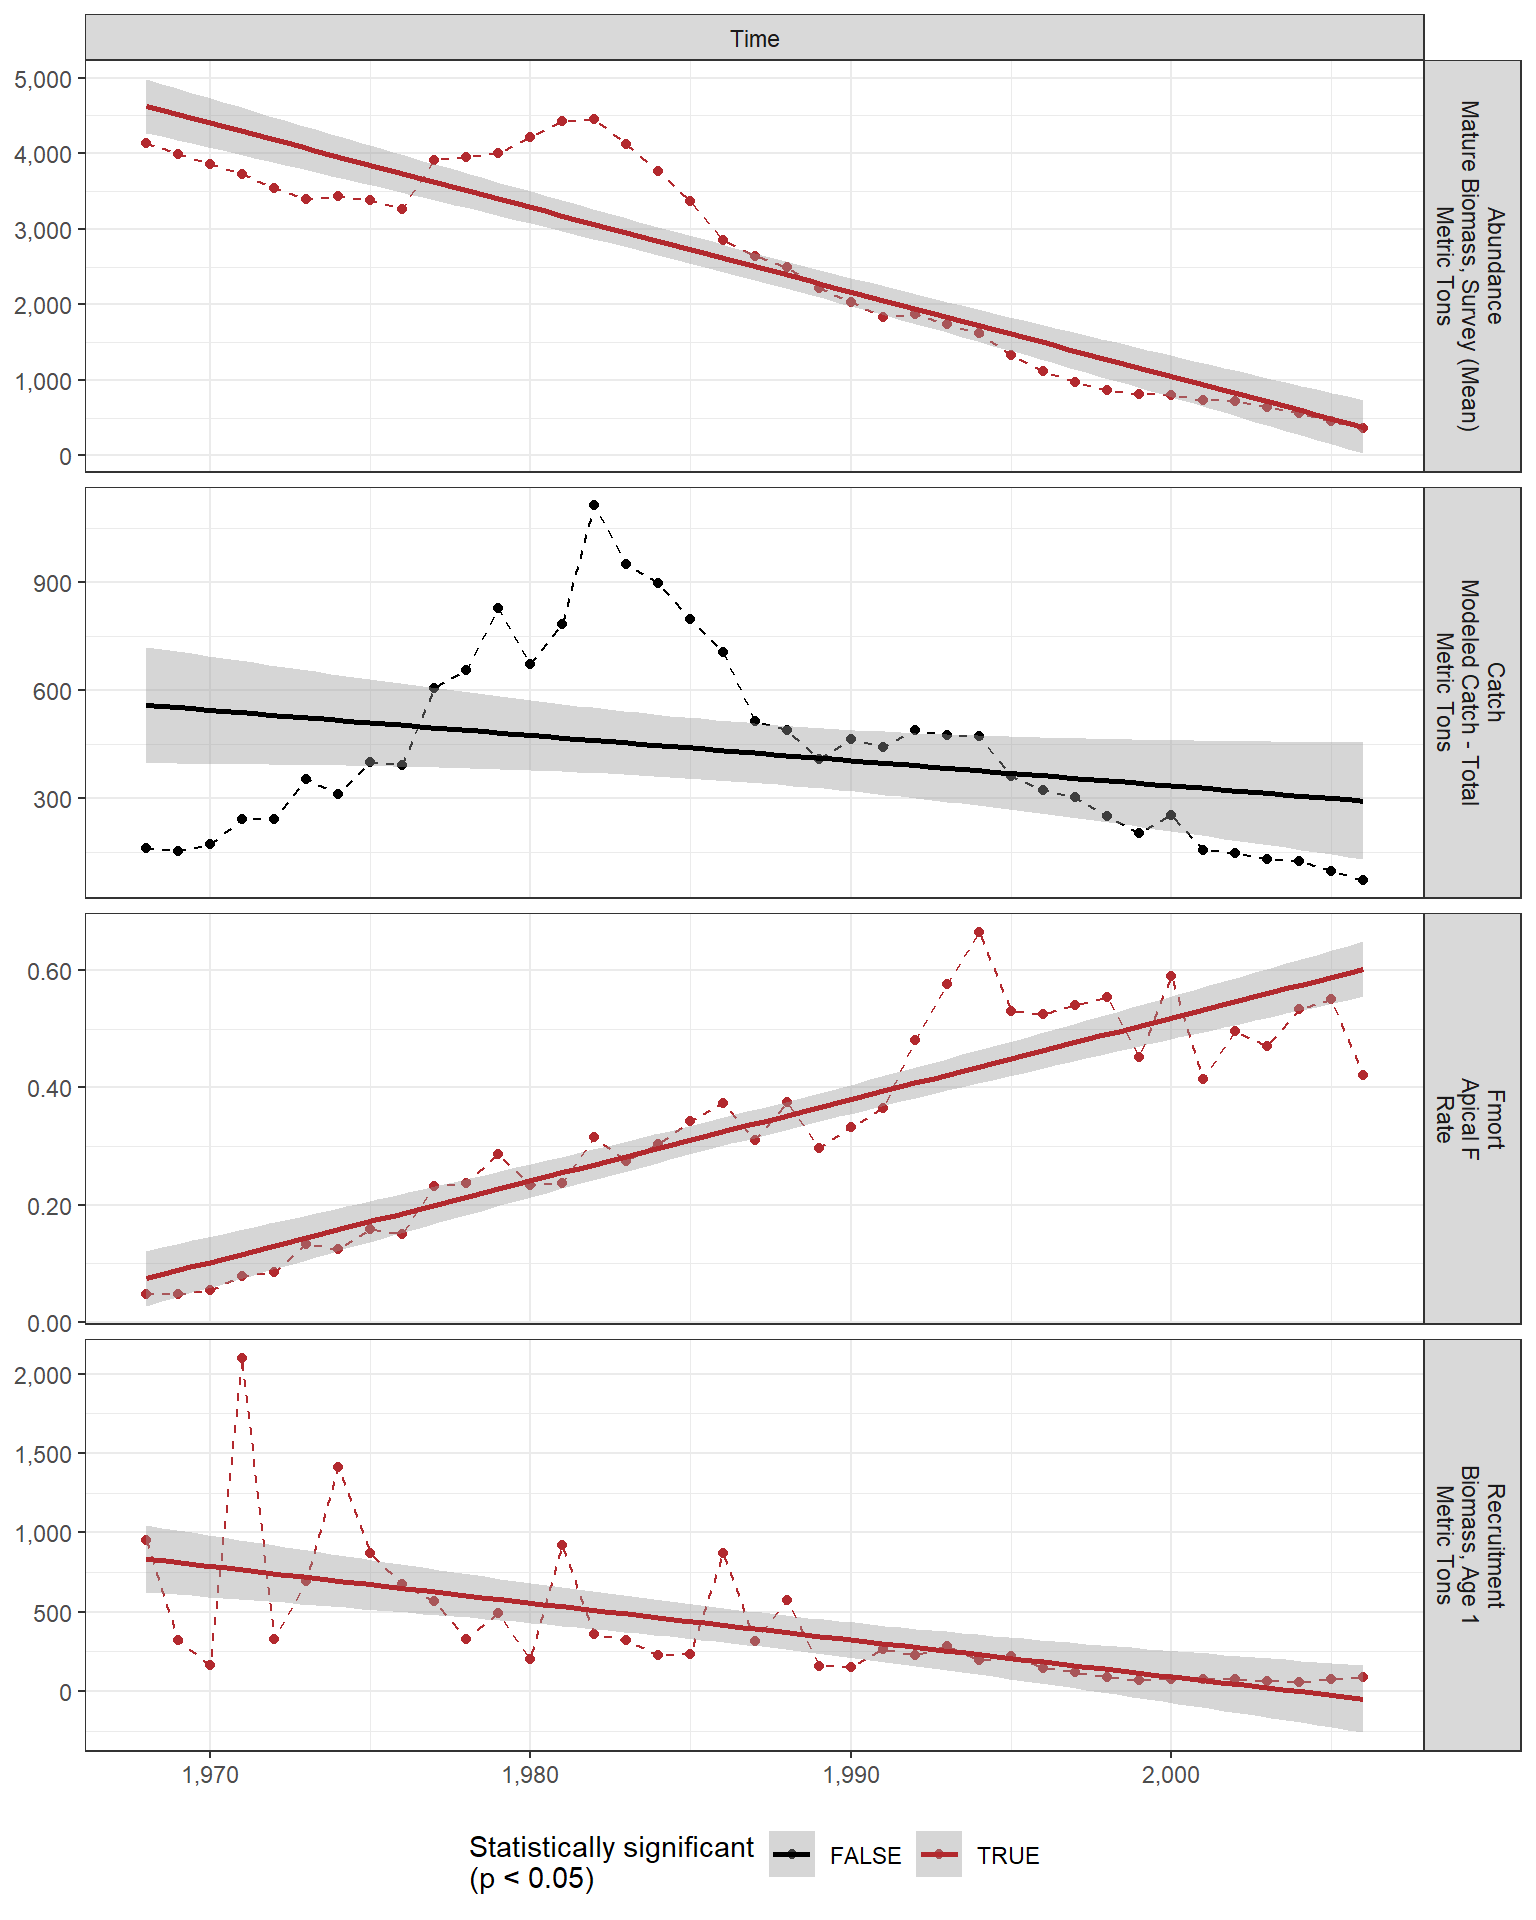 Time
5,000
4,000
3,000
2,000
1,000
0
Abundance
Mature Biomass, Survey (Mean)
Metric Tons
900
600
300
Catch
Modeled Catch - Total
Metric Tons
0.60
0.40
0.20
0.00
Fmort
Apical F
Rate
2,000
1,500
1,000
500
0
Recruitment
Biomass, Age 1
Metric Tons
1,970
1,980
1,990
2,000
Statistically significant
(p < 0.05)
FALSE
TRUE